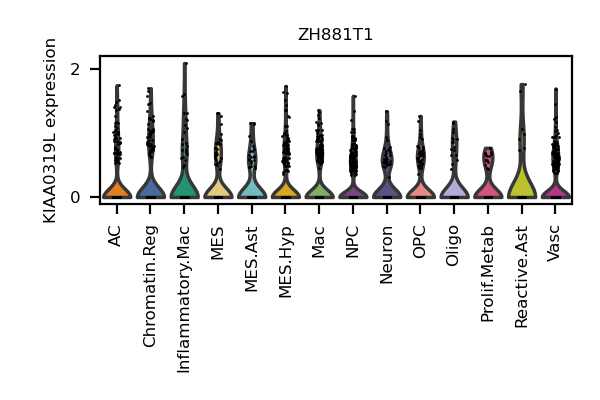 ZH881T1
KIAA0319L expression
2
0
AC
Chromatin.Reg
Inflammatory.Mac
MES
MES.Ast
MES.Hyp
Mac
NPC
Neuron
OPC
Oligo
Prolif.Metab
Reactive.Ast
Vasc